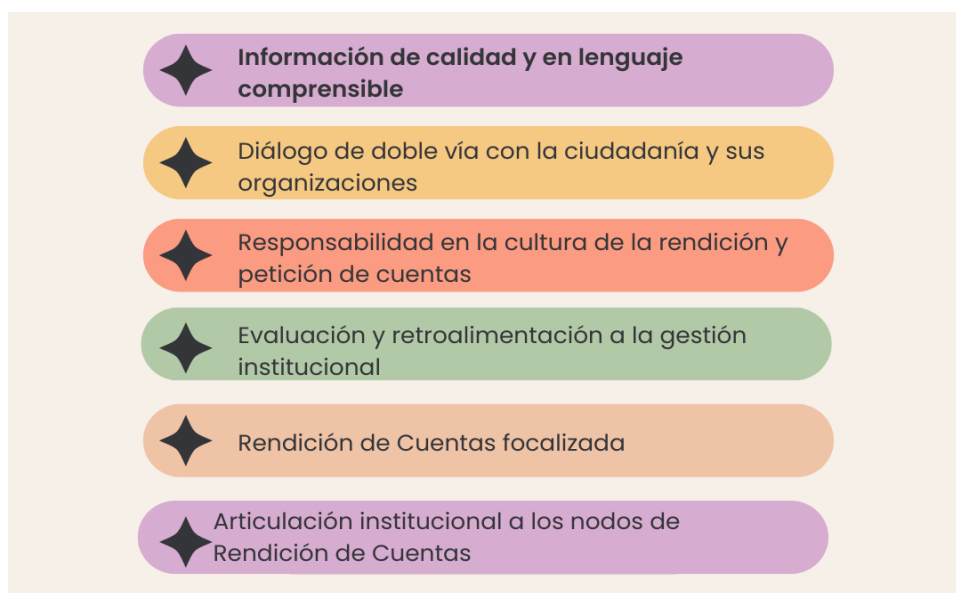 Información de calidad y en lenguaje
comprensible
Diálogo de doble vía con la ciudadanía y sus
organizaciones
Responsabilidad en la cultura de la rendición y
petición de cuentas
Evaluación y retroalimentación a la gestión
institucional
Rendición de Cuentas focalizada
Articulación institucional a los nodos de
Rendición de Cuentas